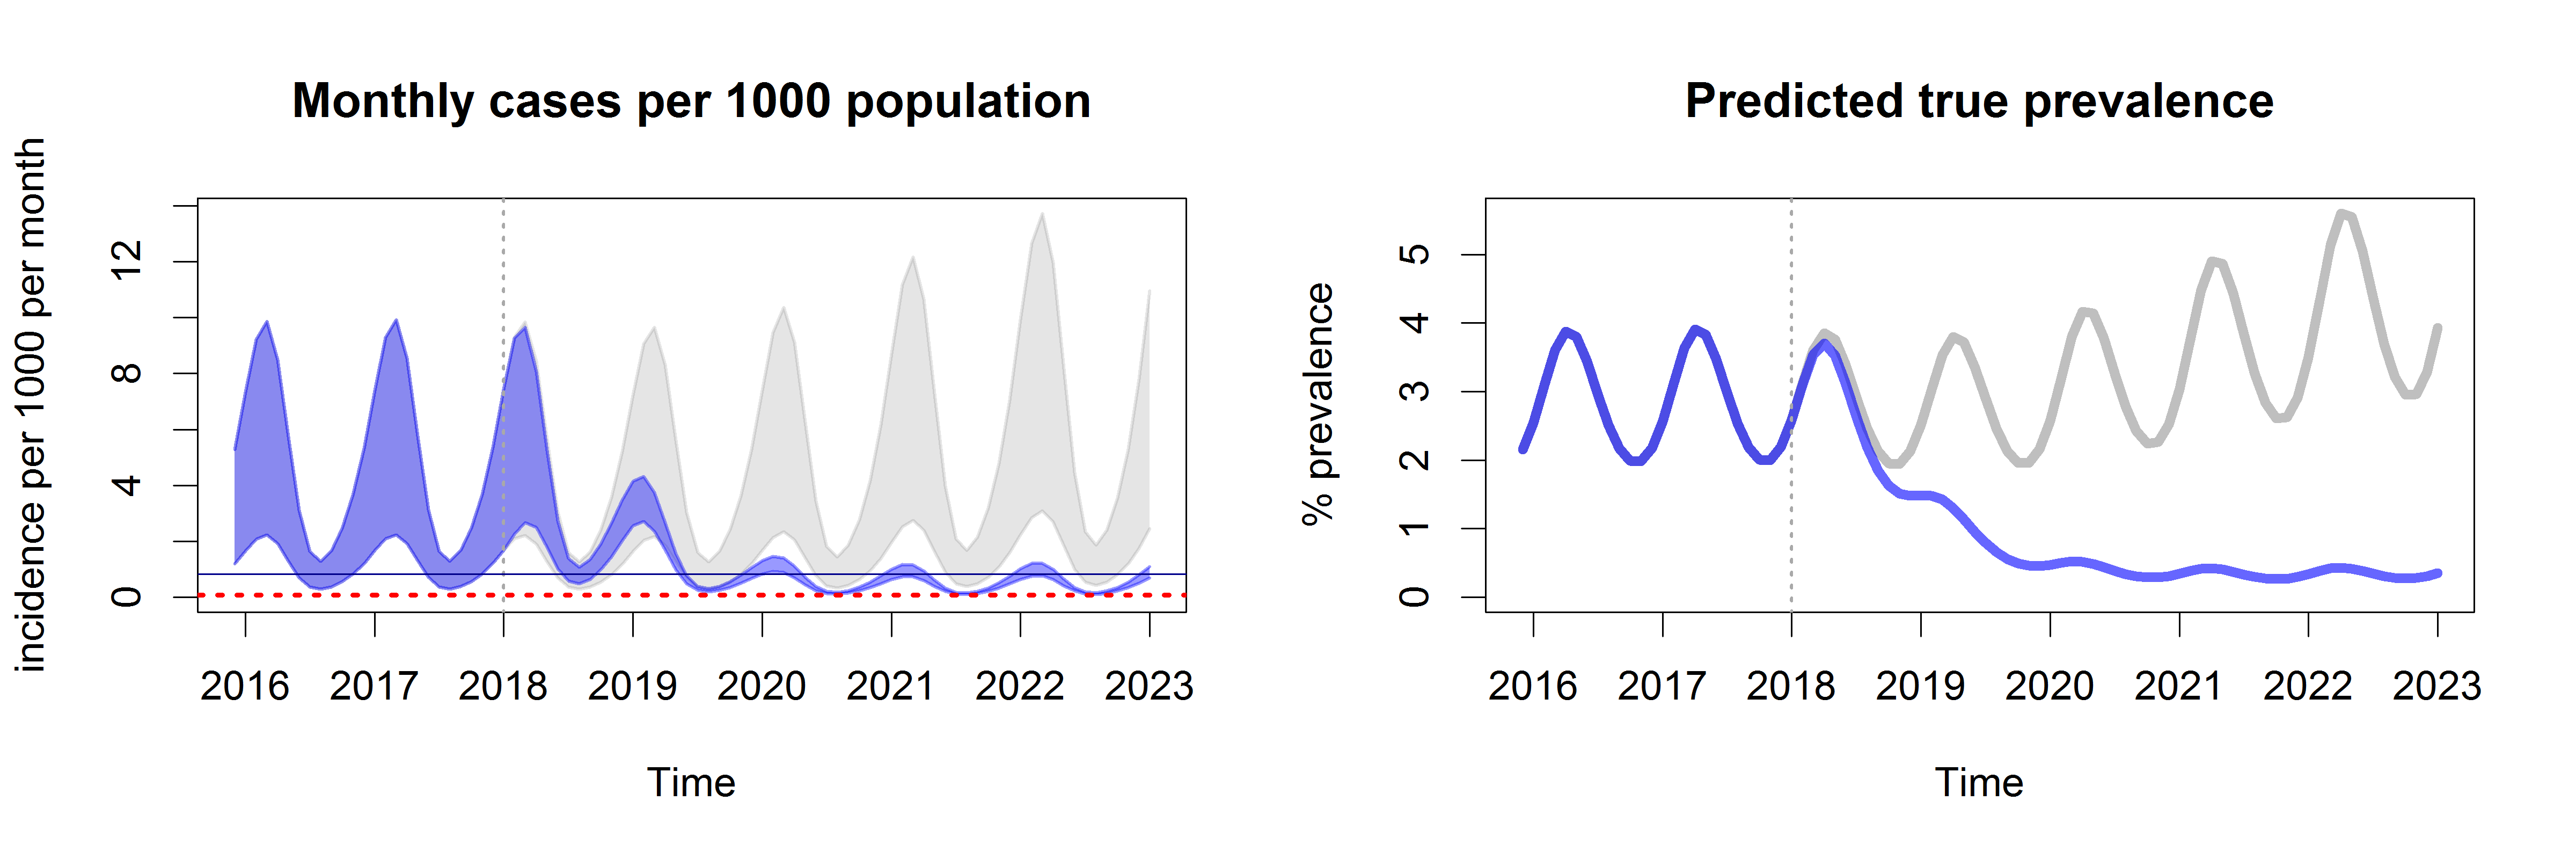 Monthly cases per 1000 population
incidence per 1000 per month
0 4 8 12
2016 2017 2018 2019 2020 2021 2022 2023
Time
Predicted true prevalence
% prevalence
0 1 2 3 4 5
2016 2017 2018 2019 2020 2021 2022 2023
Time